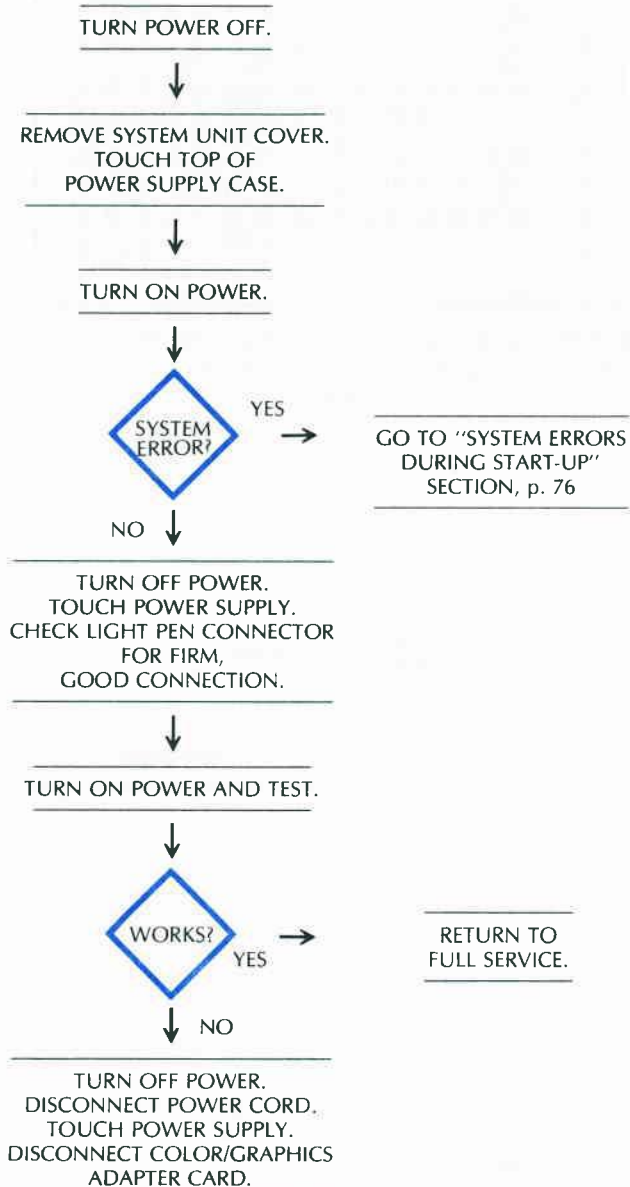 TURN POWER OFF.
REMOVE SYSTEM UNIT COVER.
TOUCH TOP OF
POWER SUPPLY CASE.
TURN ON POWER.
SYSTEM
ERROR?
YES
GO TO "SYSTEM ERRORS
DURING START-UP"
SECTION, p. 76
NO
TURN OFF POWER.
TOUCH POWER SUPPLY.
CHECK LIGHT PEN CONNECTOR
FOR FIRM,
GOOD CONNECTION.
TURN ON POWER AND TEST.
WORKS?
YES
RETURN TO
FULL SERVICE.
NO
TURN OFF POWER.
DISCONNECT POWER CORD.
TOUCH POWER SUPPLY.
DISCONNECT COLOR/GRAPHICS
ADAPTER CARD.